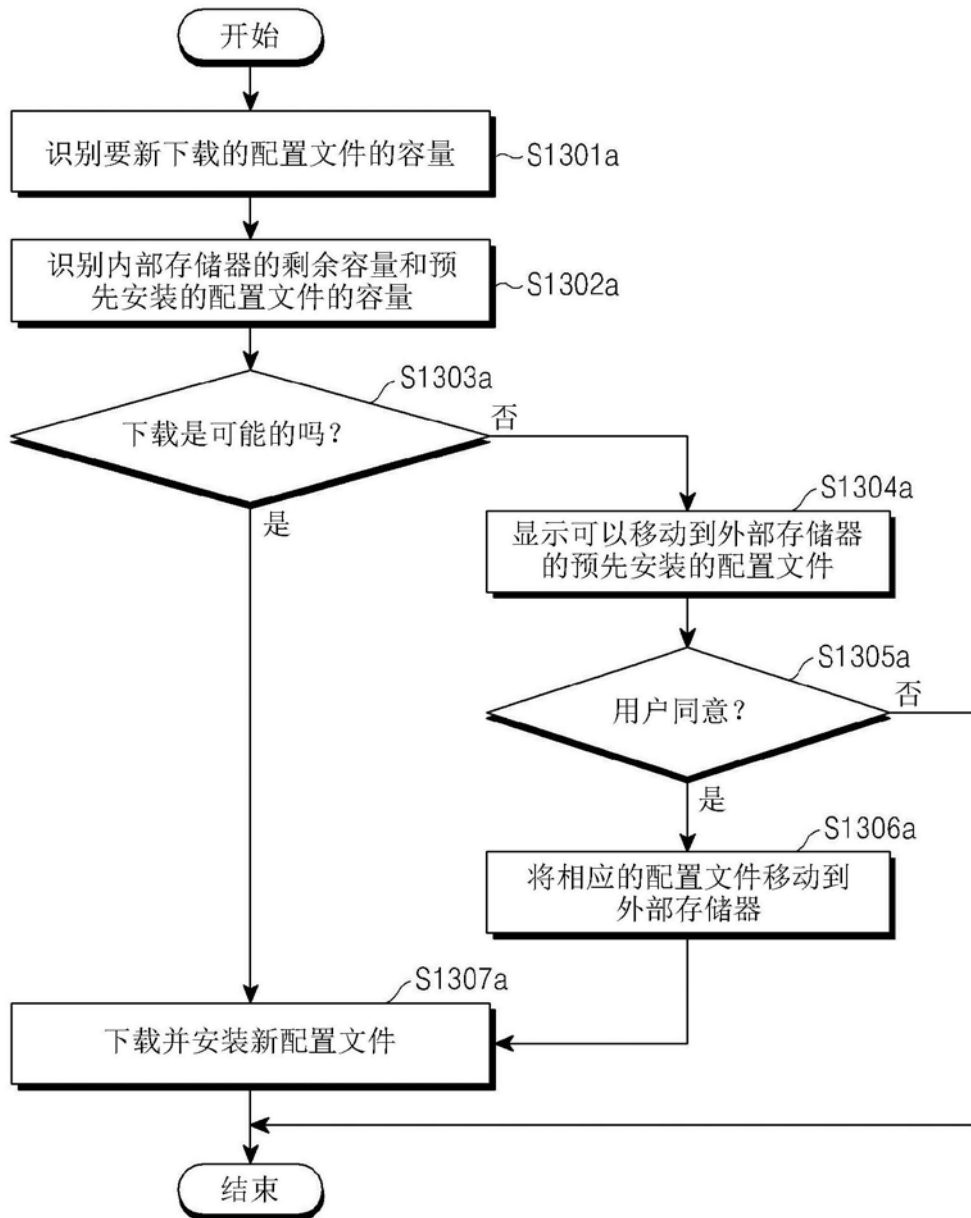 开始
识别要新下载的配置文件的容量
S1301a
识别内部存储器的剩余容量和预
先安装的配置文件的容量
S1302a
S1303a
下载是可能的吗?
否
是
S1304a
显示可以移动到外部存储器
的预先安装的配置文件
S1305a
用户同意?
否
是
S1306a
将相应的配置文件移动到
外部存储器
S1307a
下载并安装新配置文件
结束